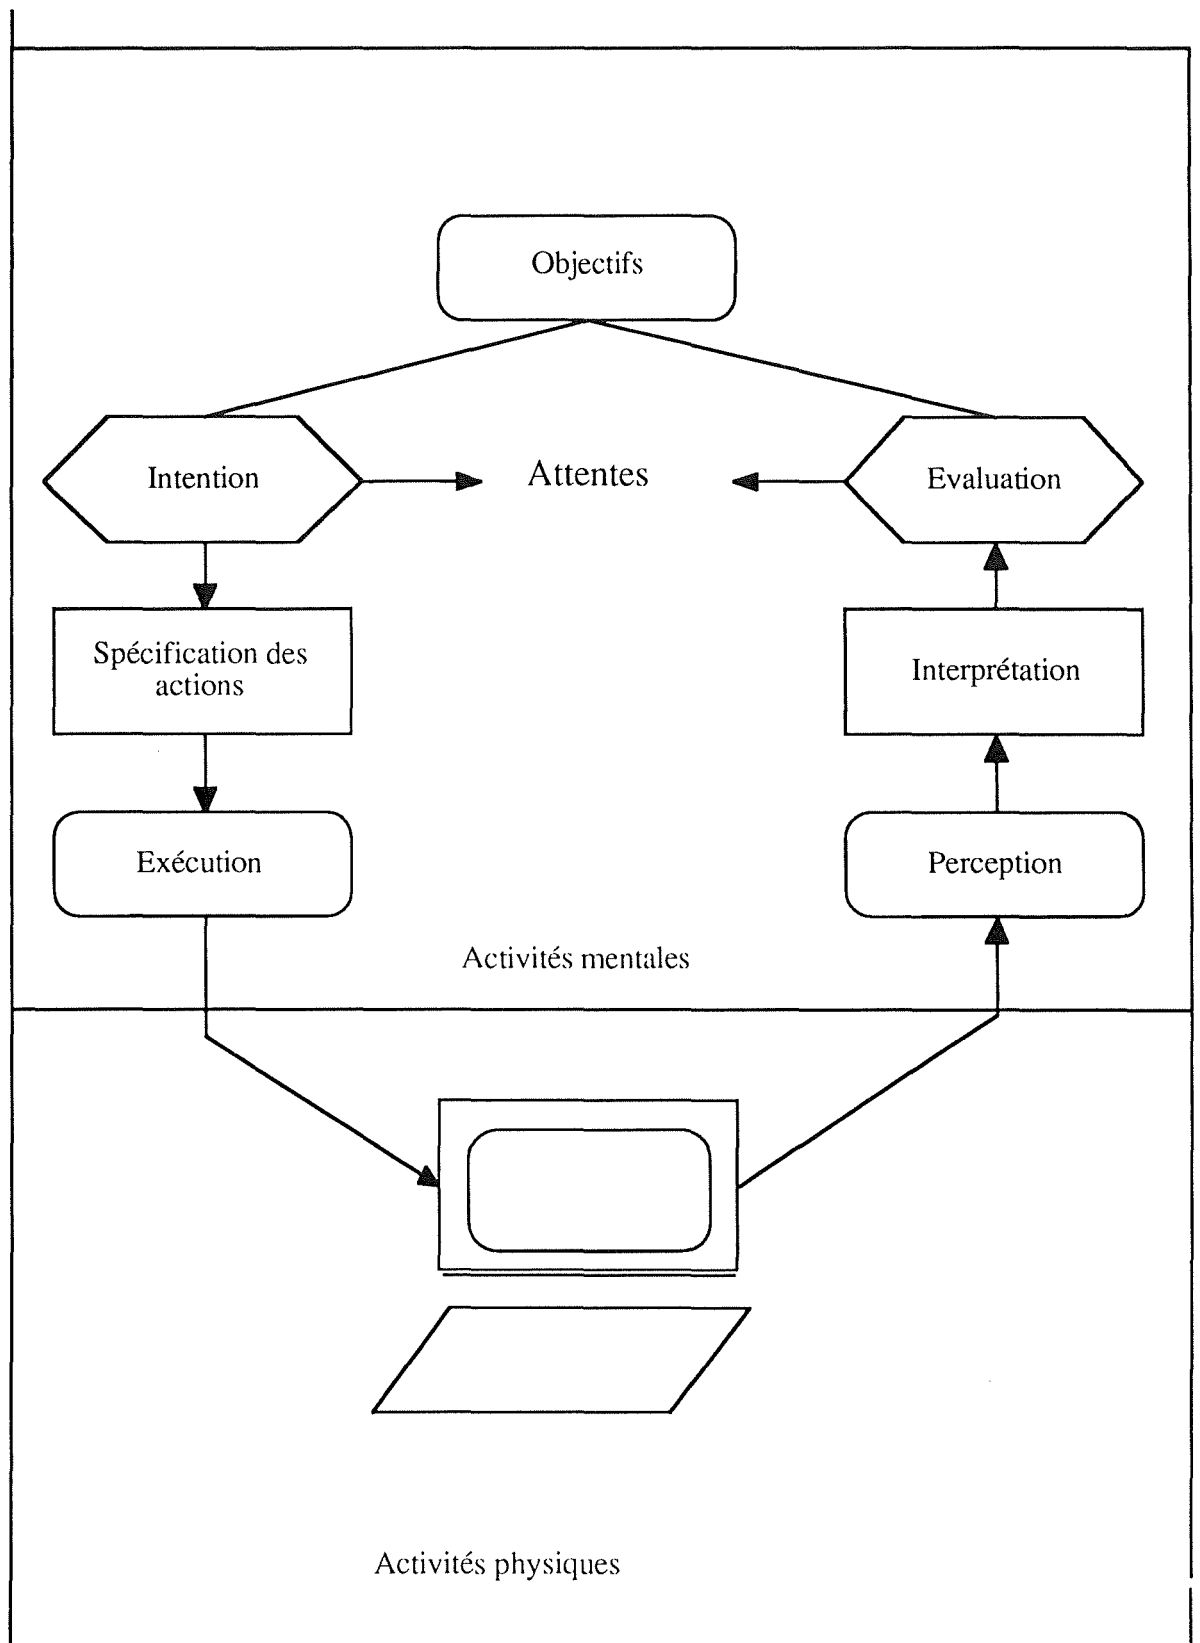 Objectifs
Intention
Attentes
Evaluation
Spécification des
actions
Interprétation
Exécution
Perception
Activités mentales
Activités physiques